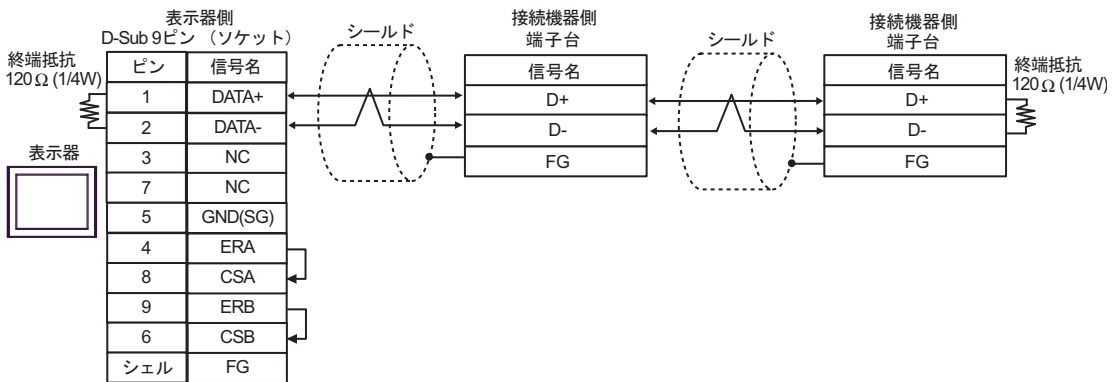 表示器側
D-Sub 9ピン （ソケット）
終端抵抗
120Ω (1/4W)
ピン 信号名
1 DATA+
2 DATA-
3 NC
7 NC
5 GND(SG)
4 ERA
8 CSA
9 ERB
6 CSB
シェル FG
表示器
シールド
接続機器側
端子台
信号名
D+
D-
FG
シールド
接続機器側
端子台
信号名
D+
D-
FG
終端抵抗
120Ω (1/4W)